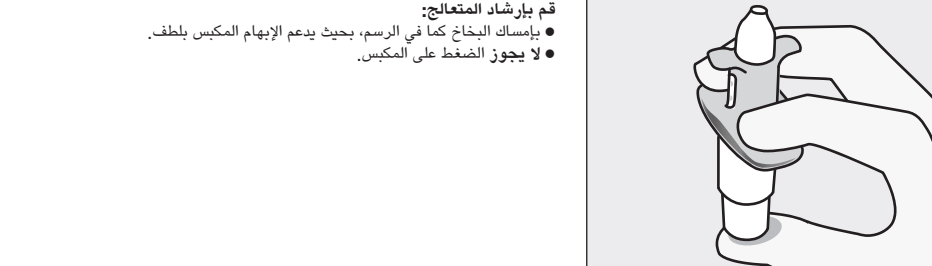 قم بإرشاد المتعالج:
● بإمساك البخاخ كما في الرسم، بحيث يدعم الإبهام المكبس بلطف.
● لا يجوز الضغط على المكبس.